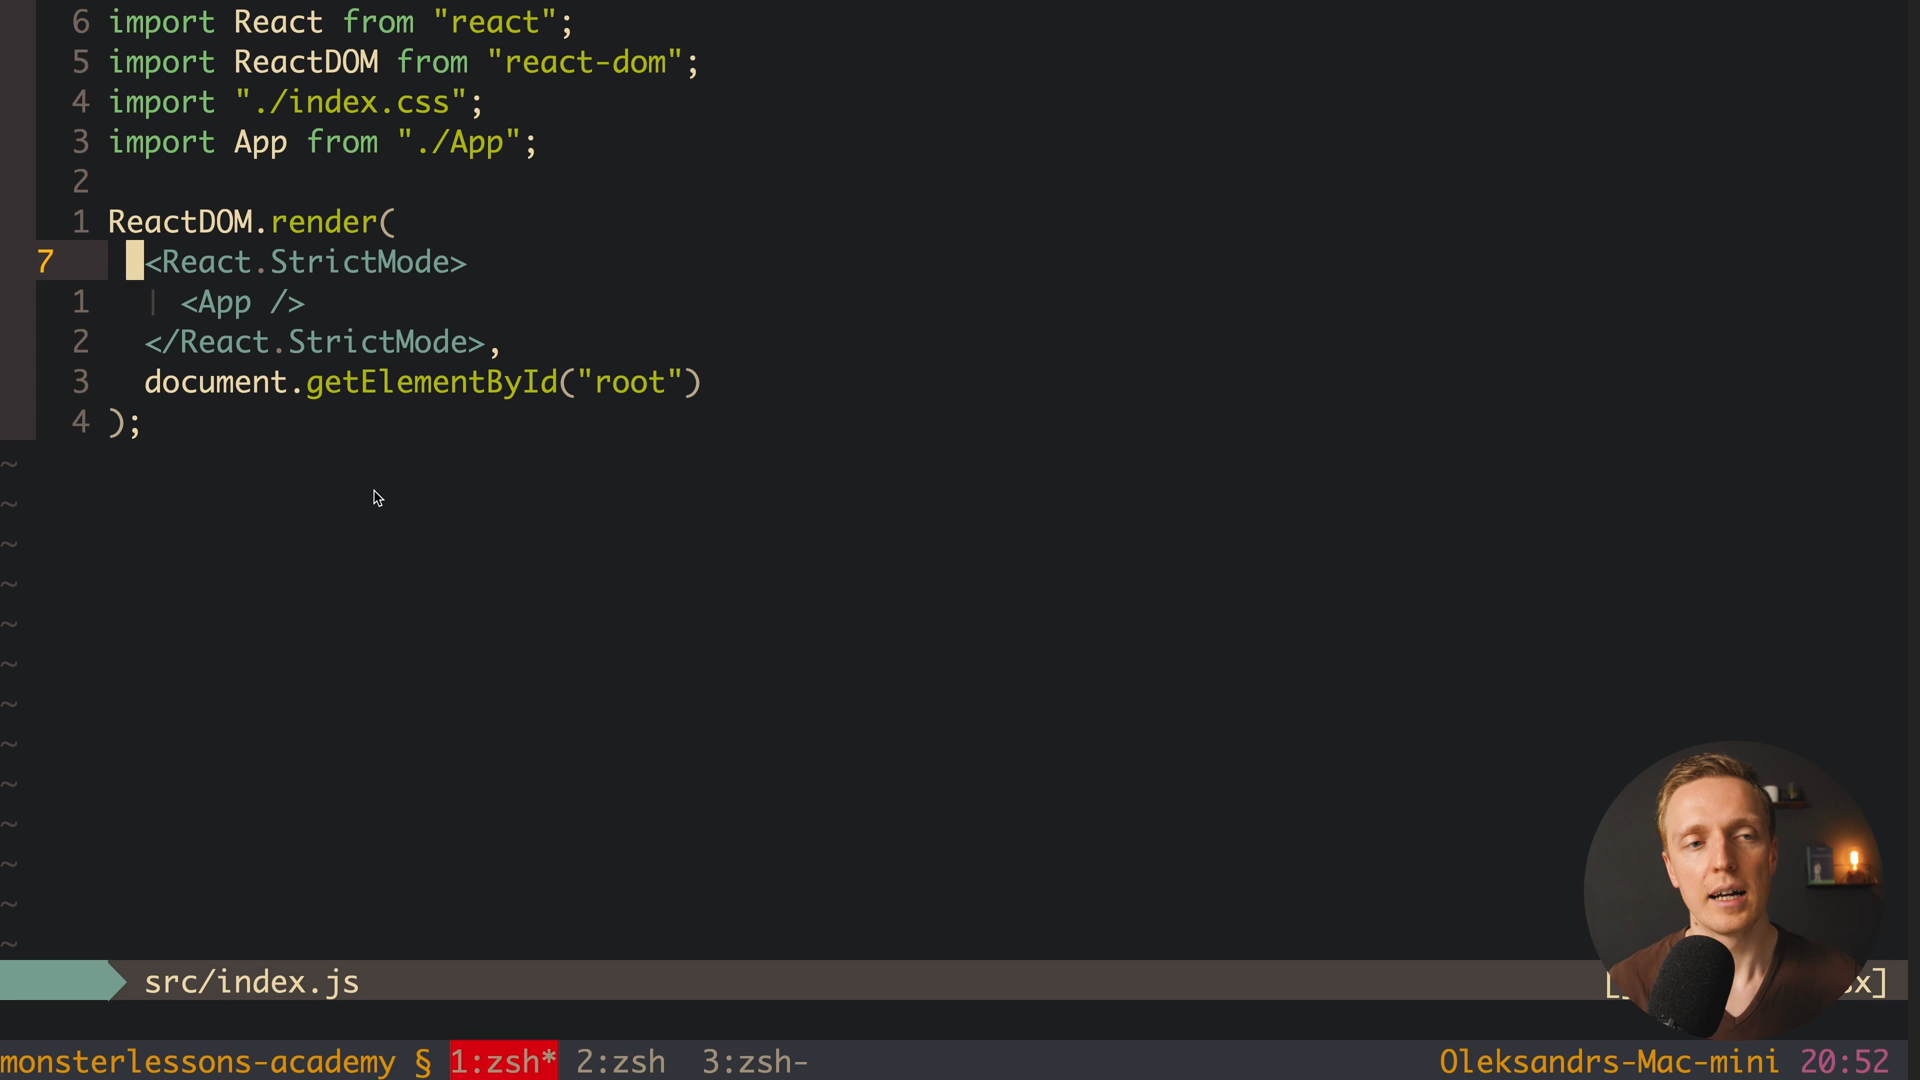 6 import React from "react";
5 import ReactDOM from "react-dom";
4 import "./index.css";
3 import App from "./App";
2
1 ReactDOM.render(
7 <React.StrictMode>
1 <App />
2 </React.StrictMode>,
3 document.getElementById("root")
4 );
~
~
~
~
~
~
~
~
~
~
~
~
~
src/index.js
monsterlessons-academy § 1:zsh* 2:zsh 3:zsh- Oleksandrs-Mac-mini 20:52